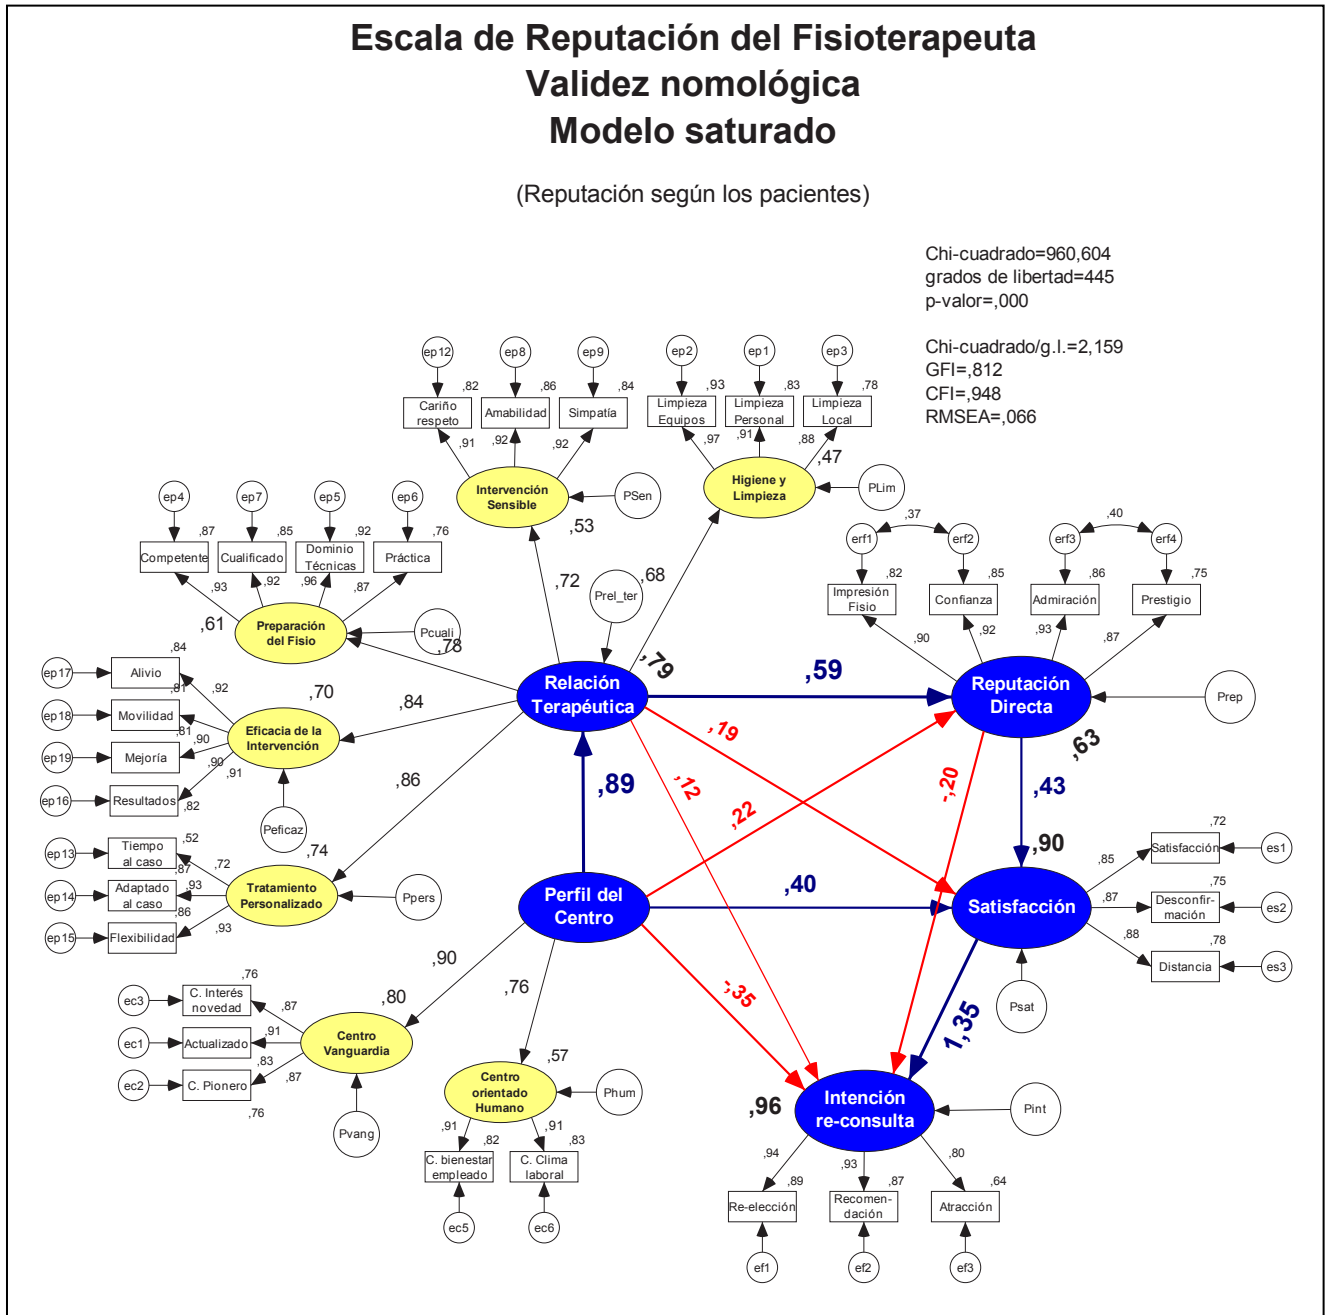 Escala de Reputación del Fisioterapeuta
Validez nomológica
Modelo saturado
(Reputación según los pacientes)
Chi-cuadrado=960,604
grados de libertad=445
p-valor=,000
Chi-cuadrado/g.l.=2,159
GFI=,812
CFI=,948
RMSEA=,066
ep12
ep8
ep9
,82
,86
,84
Cariño
respeto
Amabilidad
Simpatía
,91
,92
,92
Intervención
Sensible
PSen
,53
ep2
ep1
ep3
,93
,83
,78
Limpieza
Equipos
Limpieza
Personal
Limpieza
Local
,97
,91
,88
,47
Higiene y
Limpieza
PLim
ep4
ep7
ep5
ep6
,87
,85
,92
,76
Competente
Cualificado
Dominio
Técnicas
Práctica
,93
,92
,96
,87
,61
Preparación
del Fisio
Pcuali
,78
,72
,68
Prel_ter
erf1
,37
erf2
erf3
,40
erf4
,82
,85
,86
,75
Impresión
Fisio
Confianza
Admiración
Prestigio
,90
,92
,93
,87
ep17
Alivio
,84
,81
,92
ep18
Movilidad
,81
ep19
Mejoría
,90
,90
,91
ep16
Resultados
,82
,70
Eficacia de la
Intervención
Peficaz
,84
Relación
Terapéutica
,79
,59
Reputación
Directa
Prep
,63
,19
,12
,22
-,20
,43
,89
,86
ep13
Tiempo
al caso
,52
,87
,72
ep14
Adaptado
al caso
,93
,86
ep15
Flexibilidad
,93
,74
Tratamiento
Personalizado
Ppers
Perfil del
Centro
,40
,90
Satisfacción
,85
,87
,88
,72
Satisfacción
es1
,75
Desconfir-
mación
es2
,78
Distancia
es3
Psat
-,35
1,35
,90
,76
,80
ec3
C. Interés
novedad
,76
,87
ec1
Actualizado
,91
,83
ec2
C. Pionero
,87
,76
Centro
Vanguardia
Pvang
,57
Centro
orientado
Humano
Phum
,91
,91
,82
,83
C. bienestar
empleado
C. Clima
laboral
ec5
ec6
,96
Intención
re-consulta
Pint
,94
,93
,80
,89
,87
,64
Re-elección
Recomen-
dación
Atracción
ef1
ef2
ef3